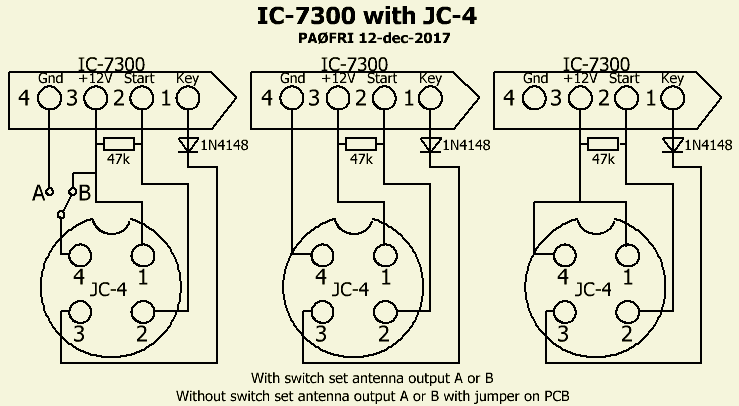 IC-7300 with JC-4
PAØFRI 12-dec-2017
IC-7300 IC-7300 IC-7300
Gnd +12V Start Key Gnd +12V Start Key Gnd +12V Start Key
4 3 2 1 4 3 2 1 4 3 2 1
1N4148 1N4148 1N4148
47k 47k 47k
A B
4 1 4 1 4 1
JC-4 JC-4 JC-4
3 2 3 2 3 2
With switch set antenna output A or B
Without switch set antenna output A or B with jumper on PCB